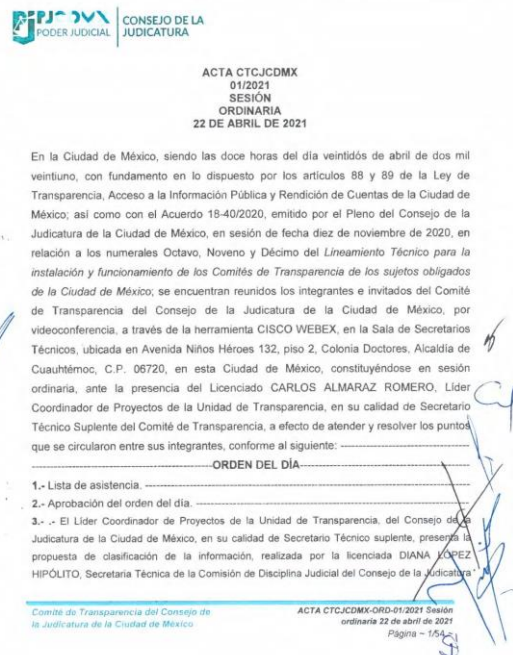 PODER JUDICIAL
CONSEJO DE LA
JUDICATURA
ACTA CTCJCDMX
01/2021
SESIÓN
ORDINARIA
22 DE ABRIL DE 2021
En la Ciudad de México, siendo las doce horas del día veintidós de abril de dos mil
veintiuno, con fundamento en lo dispuesto por los artículos 88 y 89 de la Ley de
Transparencia, Acceso a la Información Pública y Rendición de Cuentas de la Ciudad de
México; así como con el Acuerdo 18-40/2020, emitido por el Pleno del Consejo de la
Judicatura de la Ciudad de México, en sesión de fecha diez de noviembre de 2020, en
relación a los numerales Octavo, Noveno y Décimo del Lineamiento Técnico para la
instalación y funcionamiento de los Comités de Transparencia de los sujetos obligados
de la Ciudad de México; se encuentran reunidos los integrantes e invitados del Comité
de Transparencia del Consejo de la Judicatura de la Ciudad de México, por
videoconferencia, a través de la herramienta CISCO WEBEX, en la Sala de Secretarios
Técnicos, ubicada en Avenida Niños Héroes 132, piso 2, Colonia Doctores, Alcaldía de
Cuauhtémoc, C.P. 06720, en esta Ciudad de México, constituyéndose en sesión
ordinaria, ante la presencia del Licenciado CARLOS ALMARAZ ROMERO, Líder
Coordinador de Proyectos de la Unidad de Transparencia, en su calidad de Secretario
Técnico Suplente del Comité de Transparencia, a efecto de atender y resolver los puntos
que se circularon entre sus integrantes, conforme al siguiente: ----------------------------
----------------------------------------ORDEN DEL DÍA----------------------------------------
1.- Lista de asistencia. ----------------------------------------------------------------------
2.- Aprobación del orden del día. ------------------------------------------------------------
3.- .- El Líder Coordinador de Proyectos de la Unidad de Transparencia, del Consejo de la
Judicatura de la Ciudad de México, en su calidad de Secretario Técnico suplente, presenta la
propuesta de clasificación de la información, realizada por la licenciada DIANA LÓPEZ
HIPÓLITO, Secretaria Técnica de la Comisión de Disciplina Judicial del Consejo de la Judicatura
Comité de Transparencia del Consejo de
la Judicatura de la Ciudad de México
ACTA CTCJCDMX-ORD-01/2021 Sesión
ordinaria 22 de abril de 2021
Página ~ 1/54